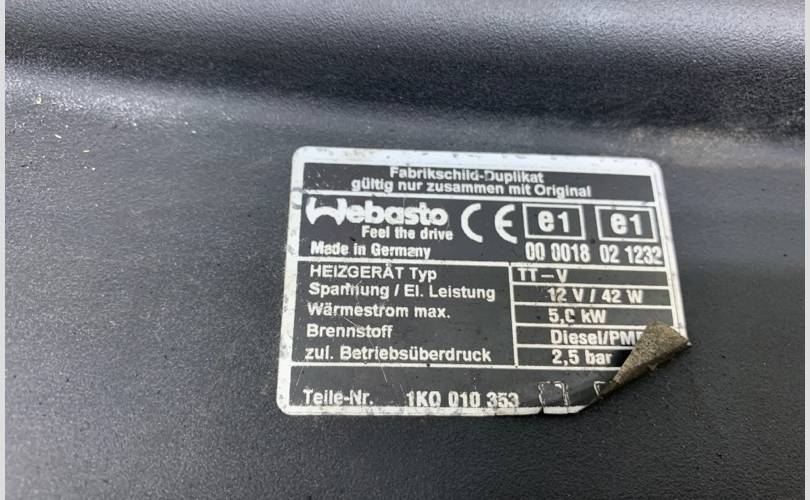 Fabrikschild-Duplikat
gültig nur zusammen mit Original
Webasto CE e1 e1
Feel the drive
Made in Germany 00 0018 02 1232
HEIZGERÄT Typ TT-V
Spannung / El. Leistung 12 V / 42 W
Wärmestrom max. 5,0 kW
Brennstoff Diesel/PM
zul. Betriebsüberdruck 2,5 bar
Teile-Nr. 1K0 010 353